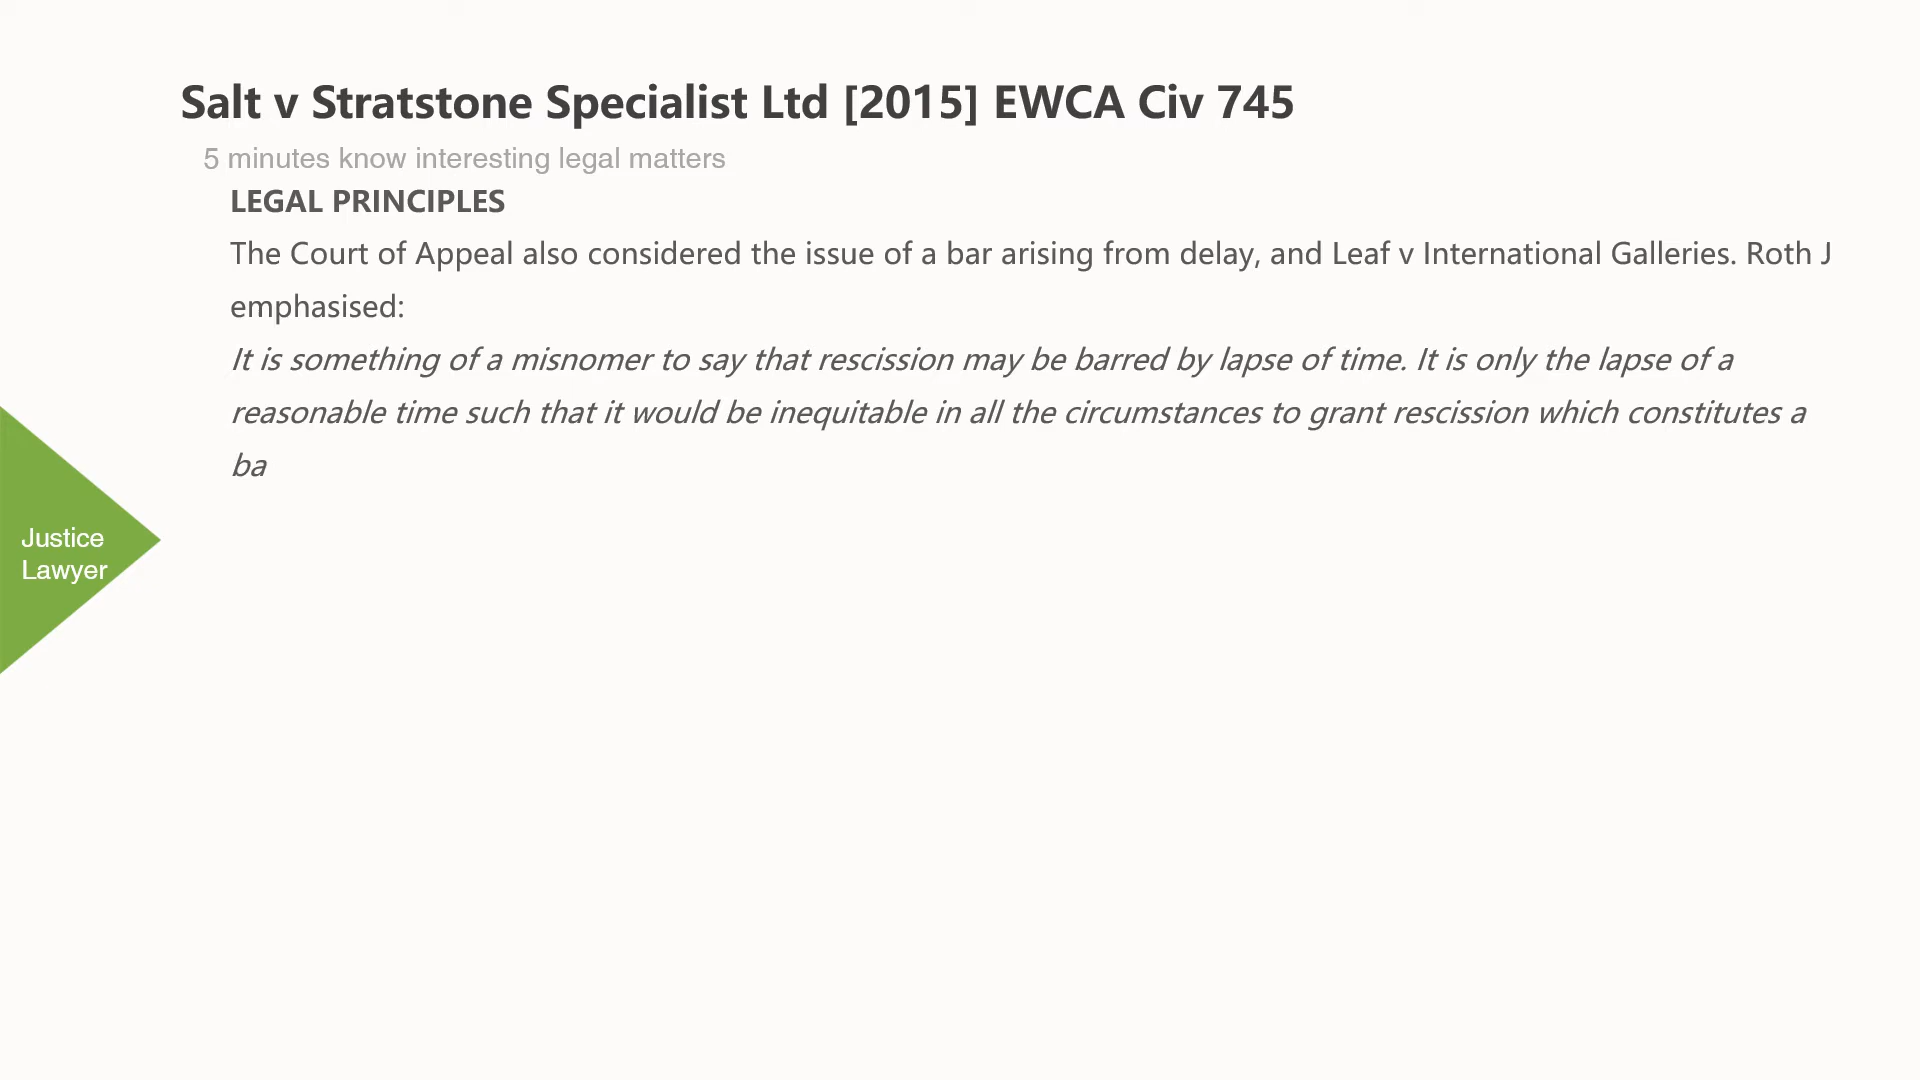 Salt v Stratstone Specialist Ltd [2015] EWCA Civ 745
5 minutes know interesting legal matters
LEGAL PRINCIPLES
The Court of Appeal also considered the issue of a bar arising from delay, and Leaf v International Galleries. Roth J
emphasised:
It is something of a misnomer to say that rescission may be barred by lapse of time. It is only the lapse of a
reasonable time such that it would be inequitable in all the circumstances to grant rescission which constitutes a
ba
Justice
Lawyer